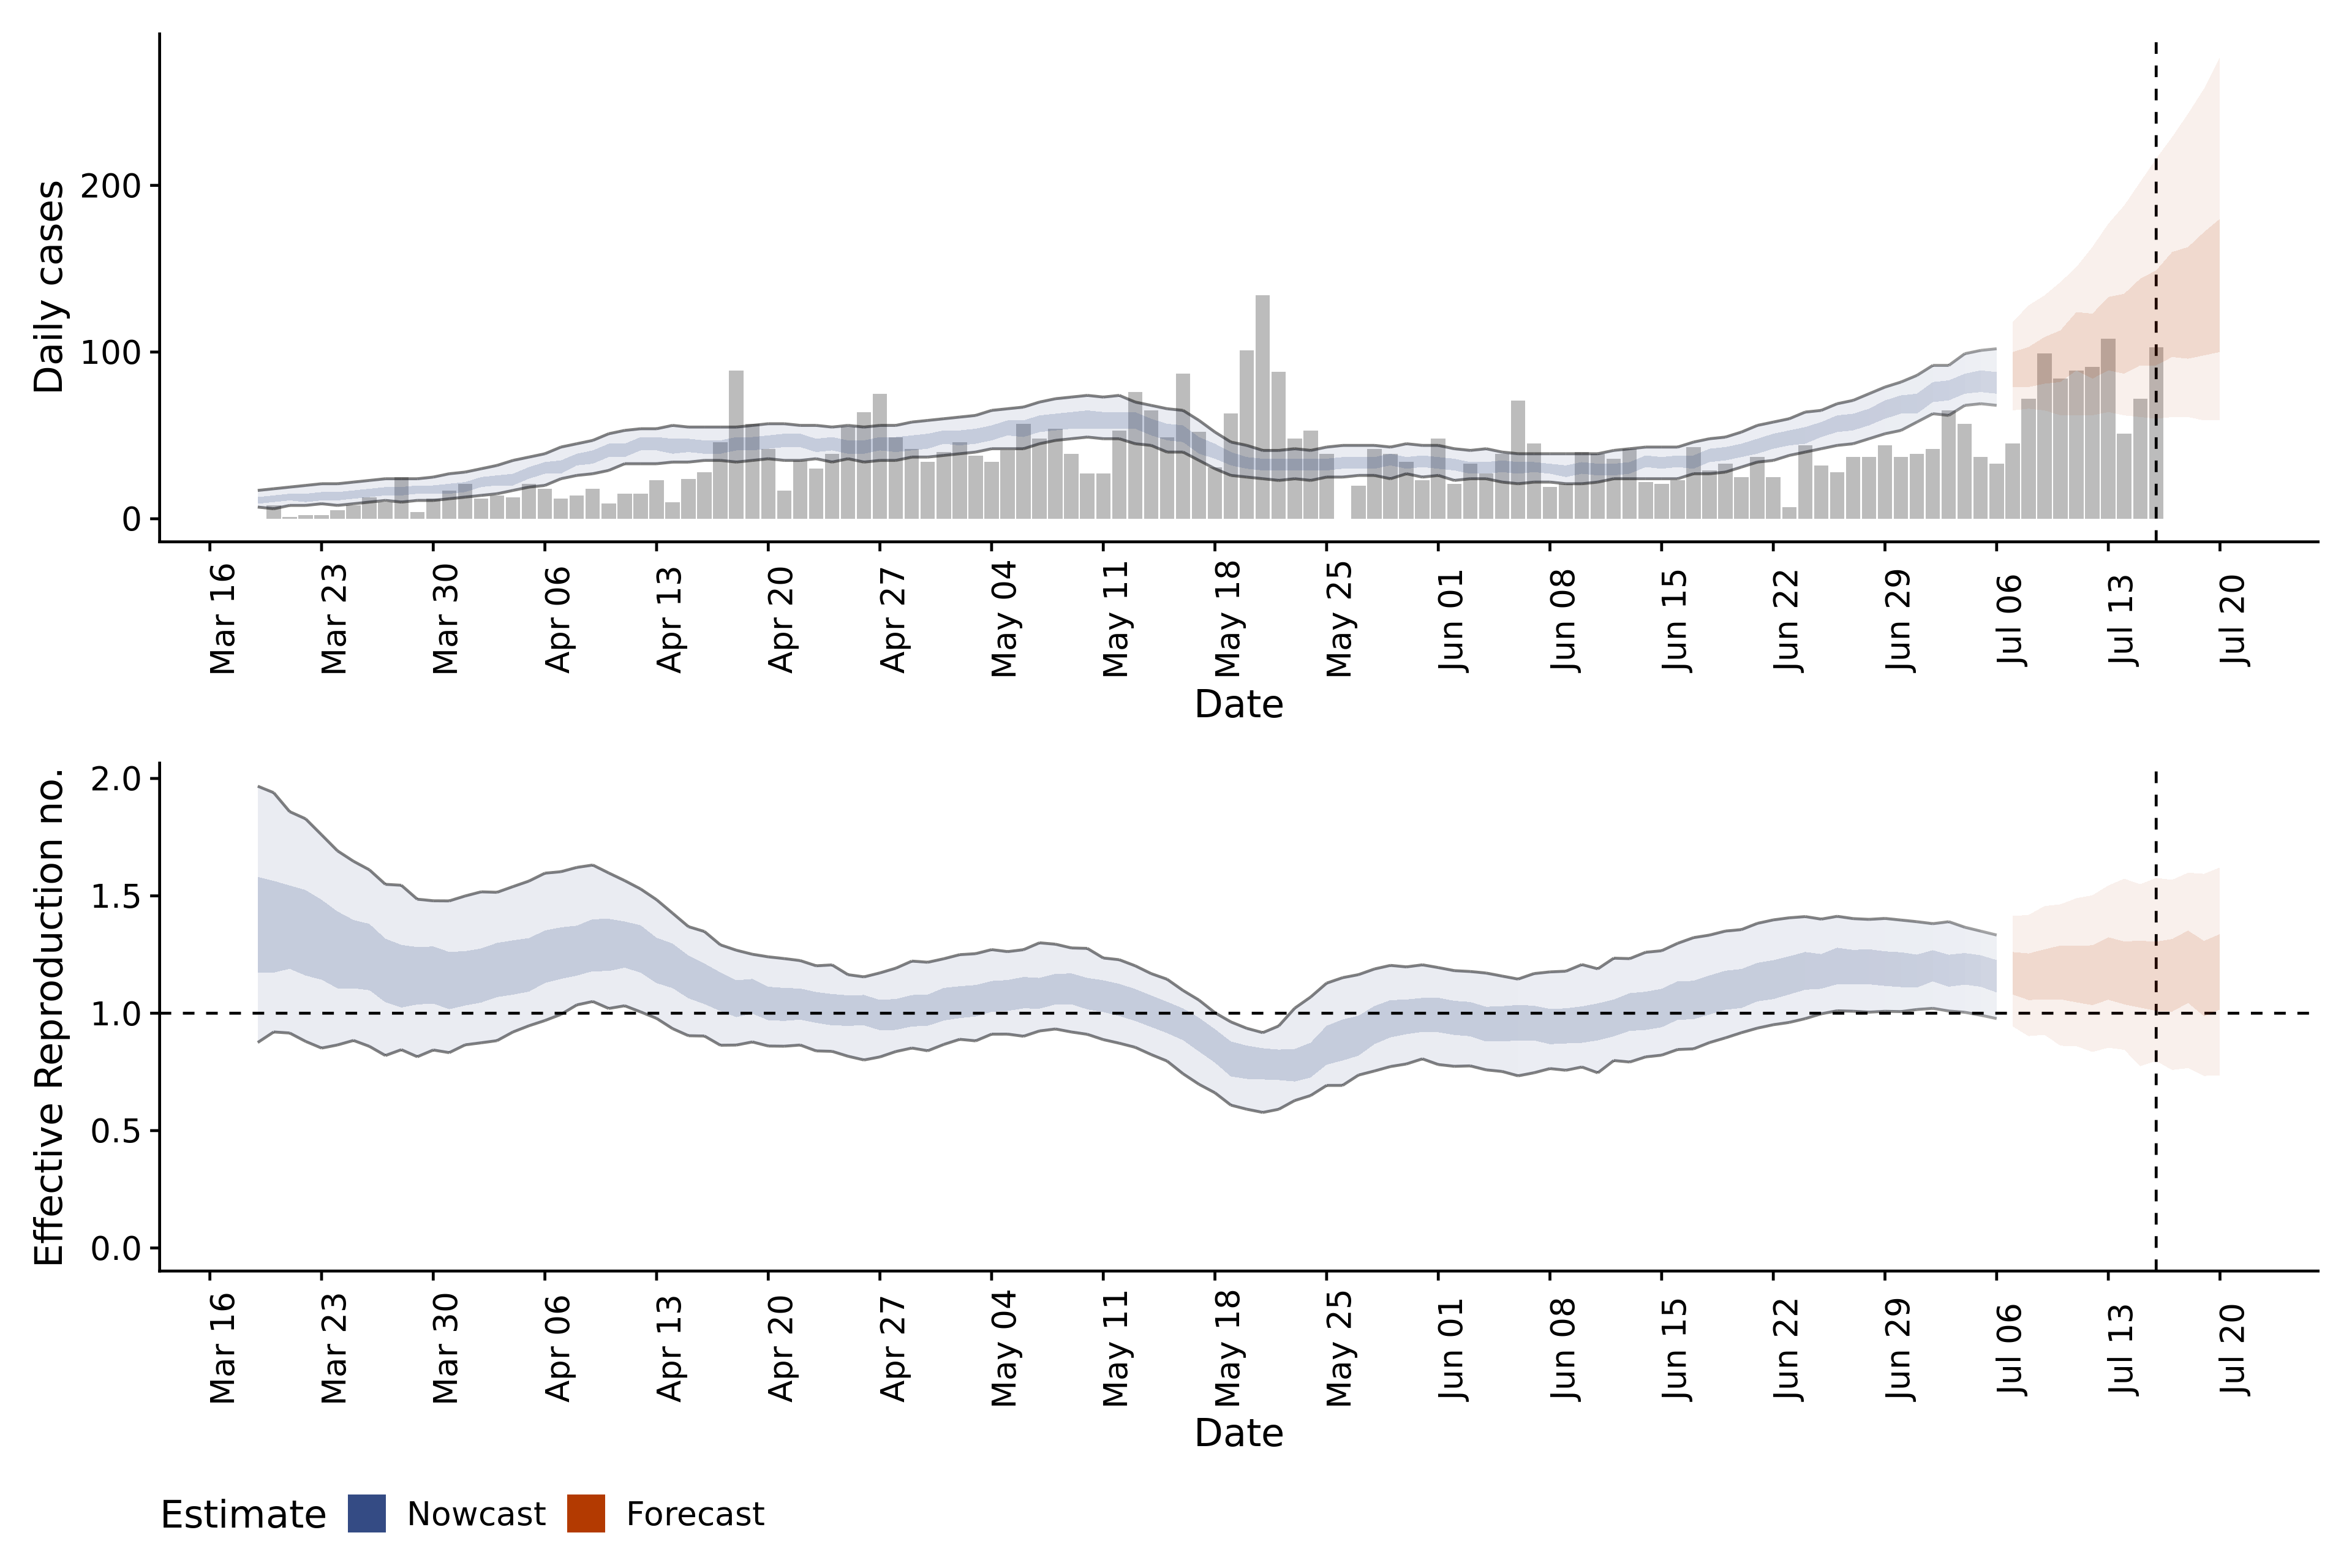 Daily cases
200
100
0
Mar 16
Mar 23
Mar 30
Apr 06
Apr 13
Apr 20
Apr 27
May 04
May 11
May 18
May 25
Jun 01
Jun 08
Jun 15
Jun 22
Jun 29
Jul 06
Jul 13
Jul 20
Date
Effective Reproduction no.
2.0
1.5
1.0
0.5
0.0
Mar 16
Mar 23
Mar 30
Apr 06
Apr 13
Apr 20
Apr 27
May 04
May 11
May 18
May 25
Jun 01
Jun 08
Jun 15
Jun 22
Jun 29
Jul 06
Jul 13
Jul 20
Date
Estimate Nowcast Forecast